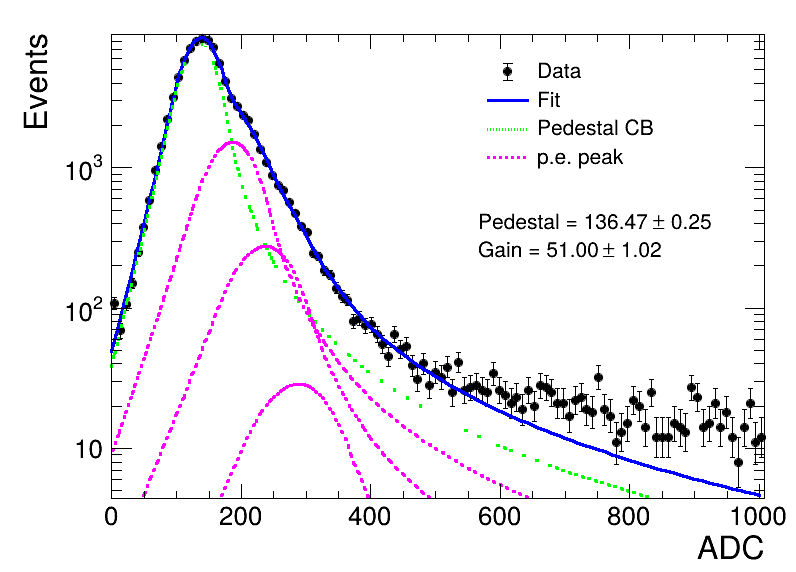 Events
Data
Fit
Pedestal CB
p.e. peak
Pedestal = 136.47 ± 0.25
Gain = 51.00 ± 1.02
10³
10²
10
0 200 400 600 800 1000
ADC